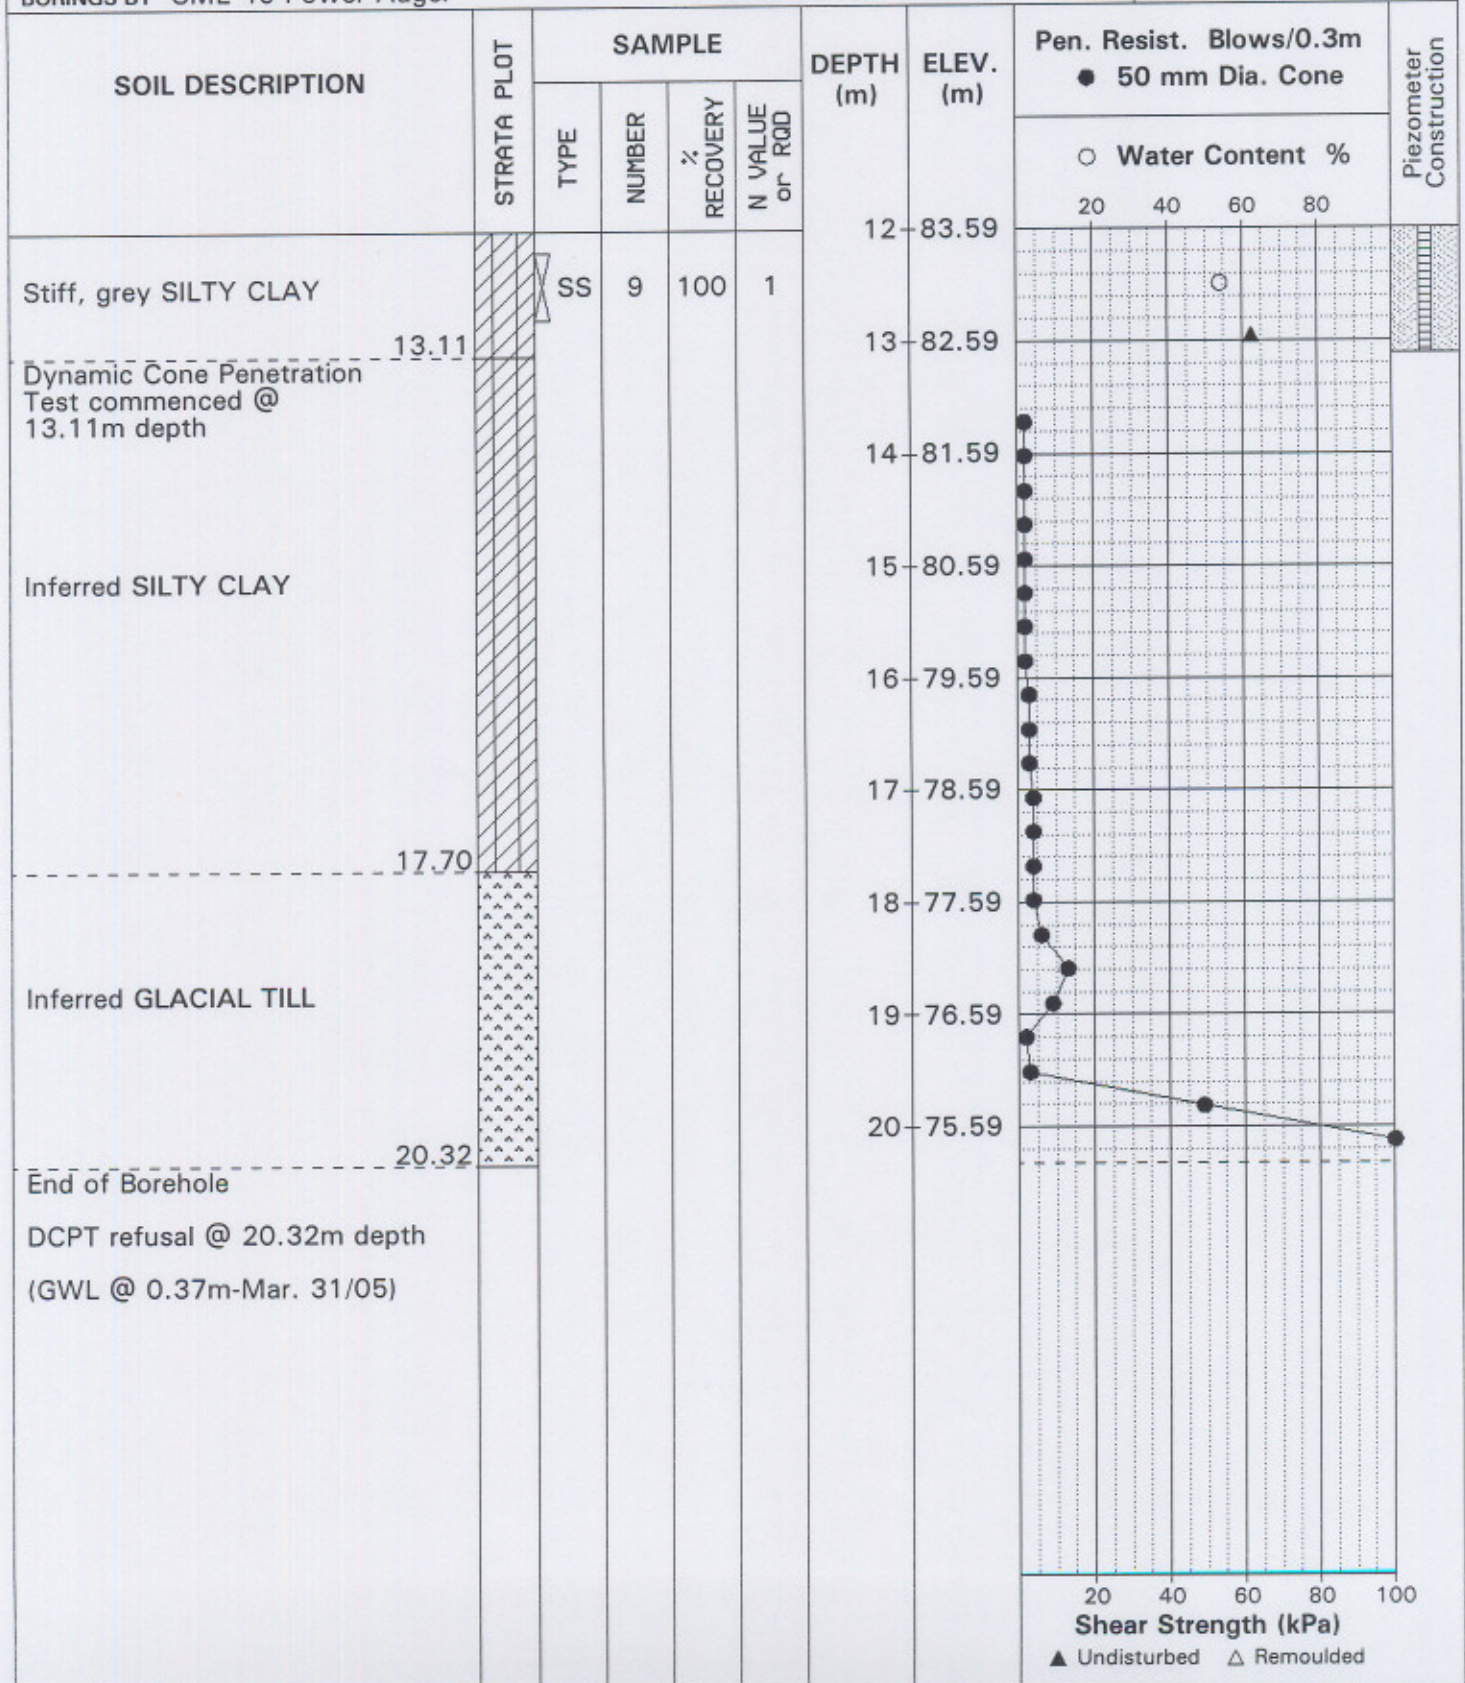 SOIL DESCRIPTION
STRATA PLOT
SAMPLE
TYPE
NUMBER
%
RECOVERY
N VALUE
or RQD
DEPTH
(m)
ELEV.
(m)
Pen. Resist. Blows/0.3m
● 50 mm Dia. Cone
○ Water Content %
20 40 60 80
Piezometer
Construction
12 83.59
Stiff, grey SILTY CLAY
SS 9 100 1
13.11
13 82.59
Dynamic Cone Penetration
Test commenced @
13.11m depth
14 81.59
15 80.59
Inferred SILTY CLAY
16 79.59
17 78.59
17.70
18 77.59
Inferred GLACIAL TILL
19 76.59
20 75.59
20.32
End of Borehole
DCPT refusal @ 20.32m depth
(GWL @ 0.37m-Mar. 31/05)
20 40 60 80 100
Shear Strength (kPa)
▲ Undisturbed △ Remoulded